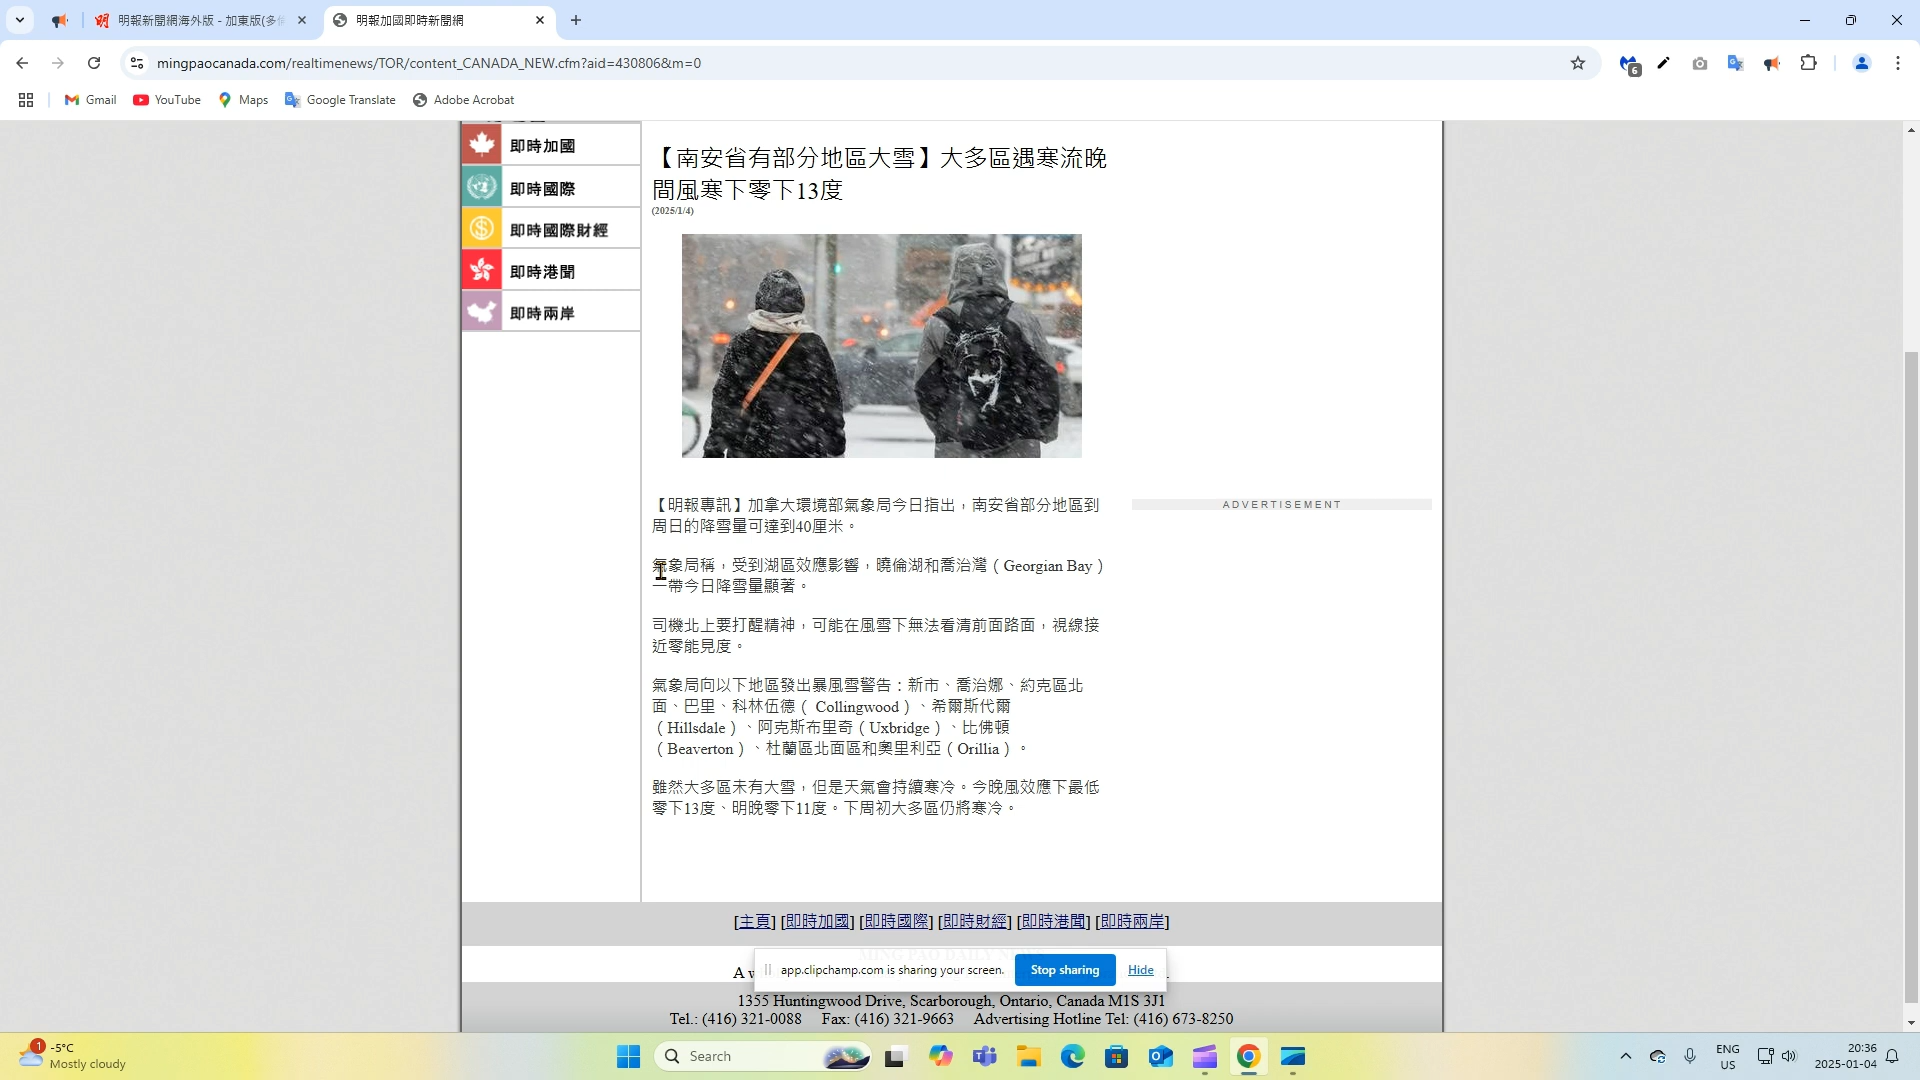 明報新聞網海外版 - 加東版(多
明報加國即時新聞網
mingpaocanada.com/realtimenews/TOR/content_CANADA_NEW.cfm?aid=430806&m=0
6
Gmail YouTube Maps Google Translate Adobe Acrobat
即時加國
即時國際
即時國際財經
即時港聞
即時兩岸
【南安省有部分地區大雪】大多區遇寒流晚
間風寒下零下13度
(2025/1/4)
【明報專訊】加拿大環境部氣象局今日指出，南安省部分地區到
周日的降雪量可達到40厘米。
ADVERTISEMENT
氣象局稱，受到湖區效應影響，曉倫湖和喬治灣（Georgian Bay）
一帶今日降雪量顯著。
司機北上要打醒精神，可能在風雪下無法看清前面路面，視線接
近零能見度。
氣象局向以下地區發出暴風雪警告：新市、喬治娜、約克區北
面、巴里、科林伍德（ Collingwood）、希爾斯代爾
（Hillsdale）、阿克斯布里奇（Uxbridge）、比佛頓
（Beaverton）、杜蘭區北面區和奧里利亞（Orillia）。
雖然大多區未有大雪，但是天氣會持續寒冷。今晚風效應下最低
零下13度、明晚零下11度。下周初大多區仍將寒冷。
[主頁] [即時加國] [即時國際] [即時財經] [即時港聞] [即時兩岸]
MING PAO DAILY
A
app.clipchamp.com is sharing your screen. Stop sharing Hide
1355 Huntingwood Drive, Scarborough, Ontario, Canada M1S 3J1
Tel.: (416) 321-0088 Fax: (416) 321-9663 Advertising Hotline Tel: (416) 673-8250
1
-5°C
Mostly cloudy
Search
ENG
US
20:36
2025-01-04